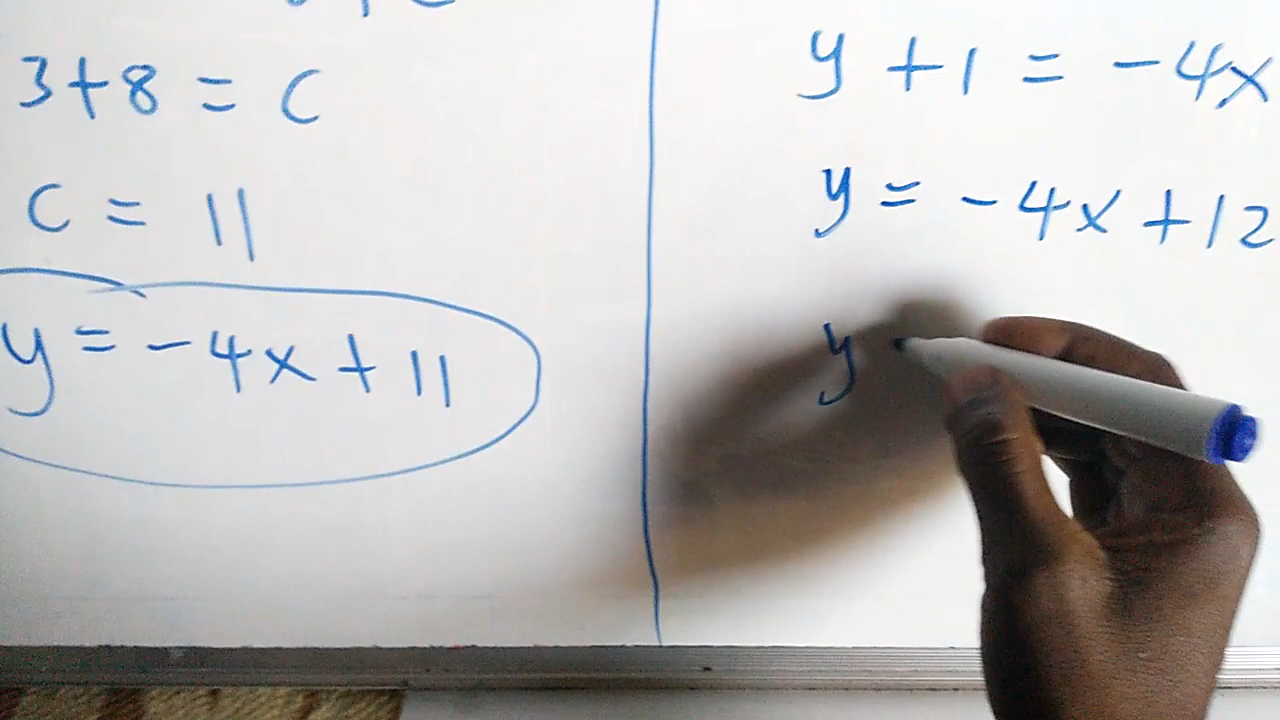 3+8 = C
C = 11
y = -4x + 11
y + 1 = -4x
y = -4x + 12
y